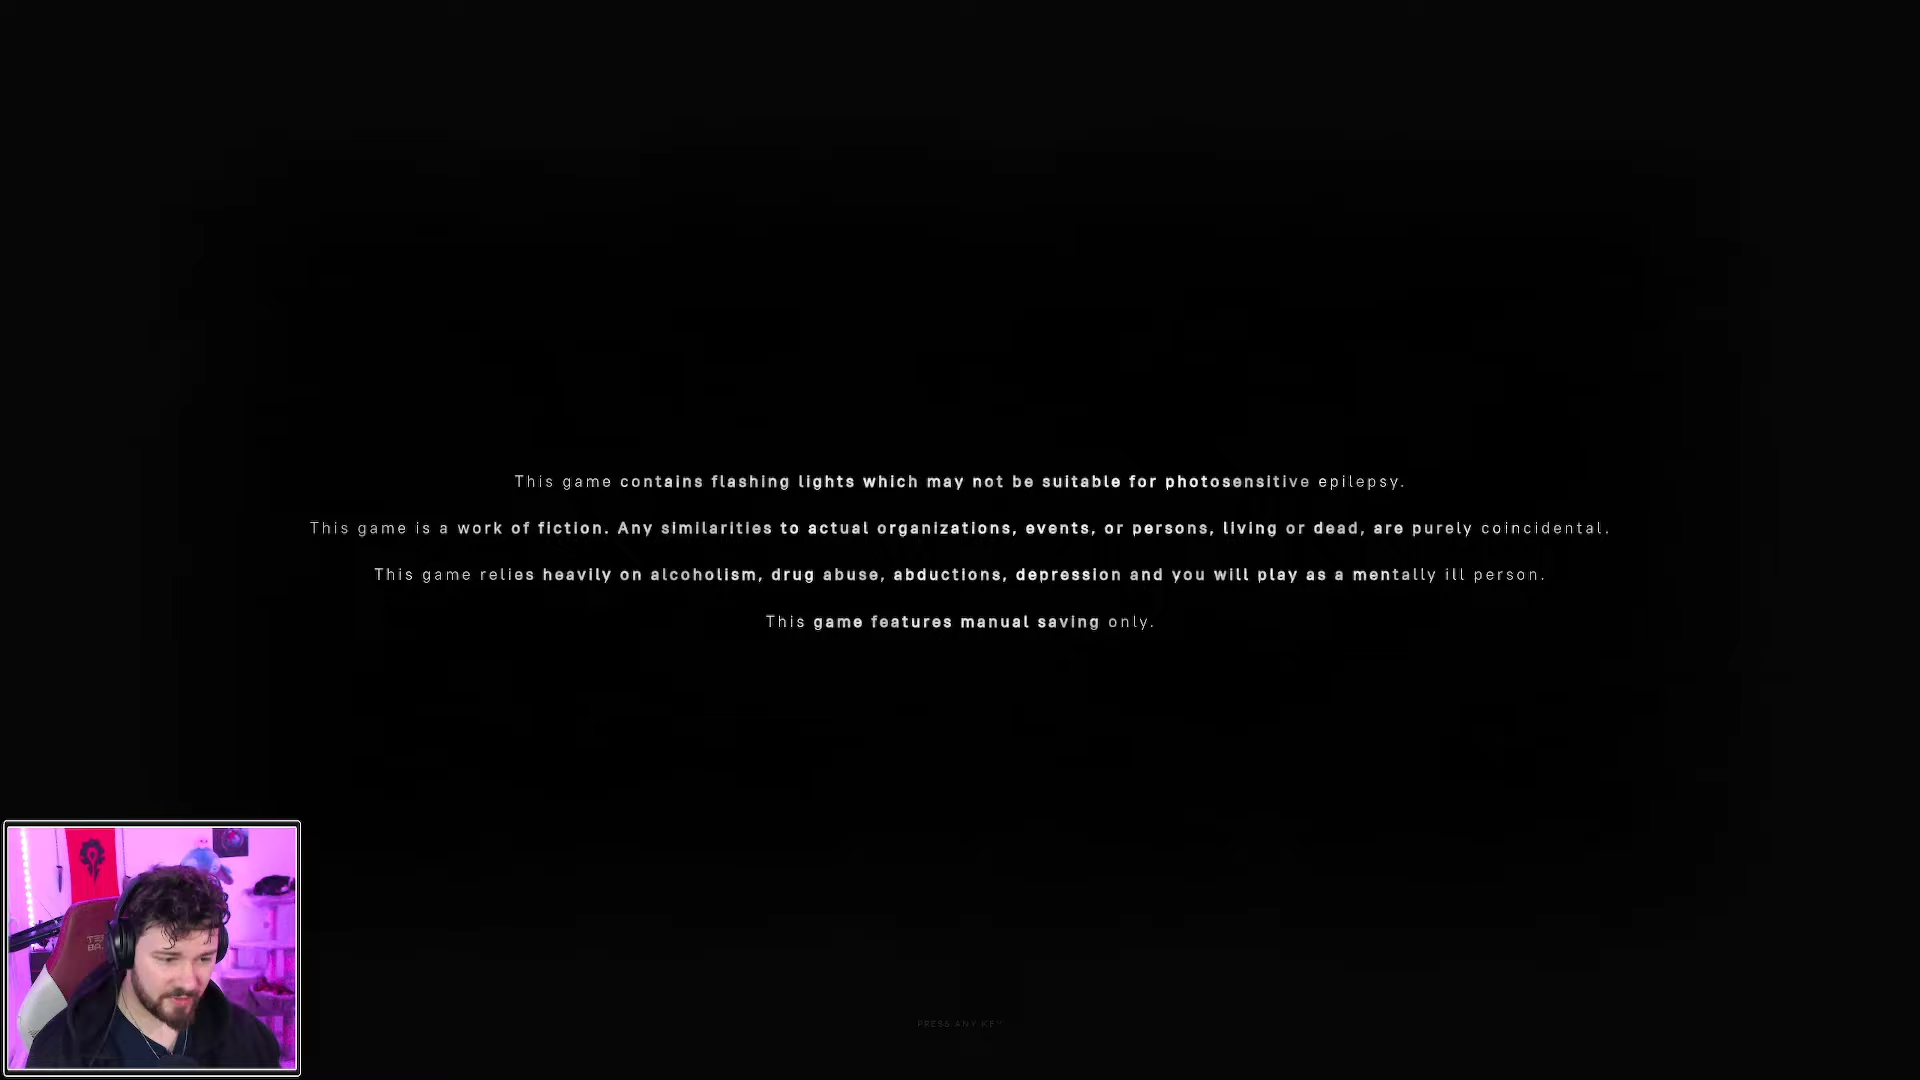 This game contains flashing lights which may not be suitable for photosensitive epilepsy.
This game is a work of fiction. Any similarities to actual organizations, events, or persons, living or dead, are purely coincidental.
This game relies heavily on alcoholism, drug abuse, abductions, depression and you will play as a mentally ill person.
This game features manual saving only.
PRESS ANY KEY